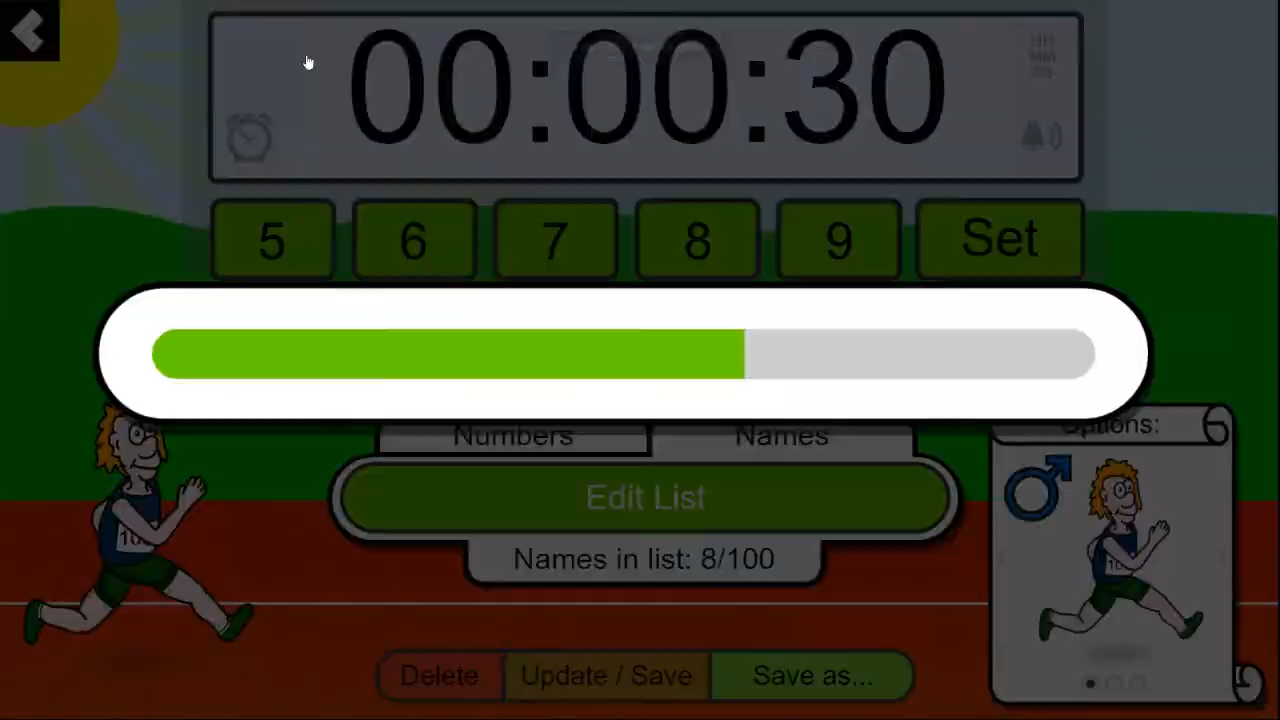 00:00:30
5 6 7 8 9 Set
Numbers Names
Options:
Edit List
Names in list: 8/100
Delete Update / Save Save as...